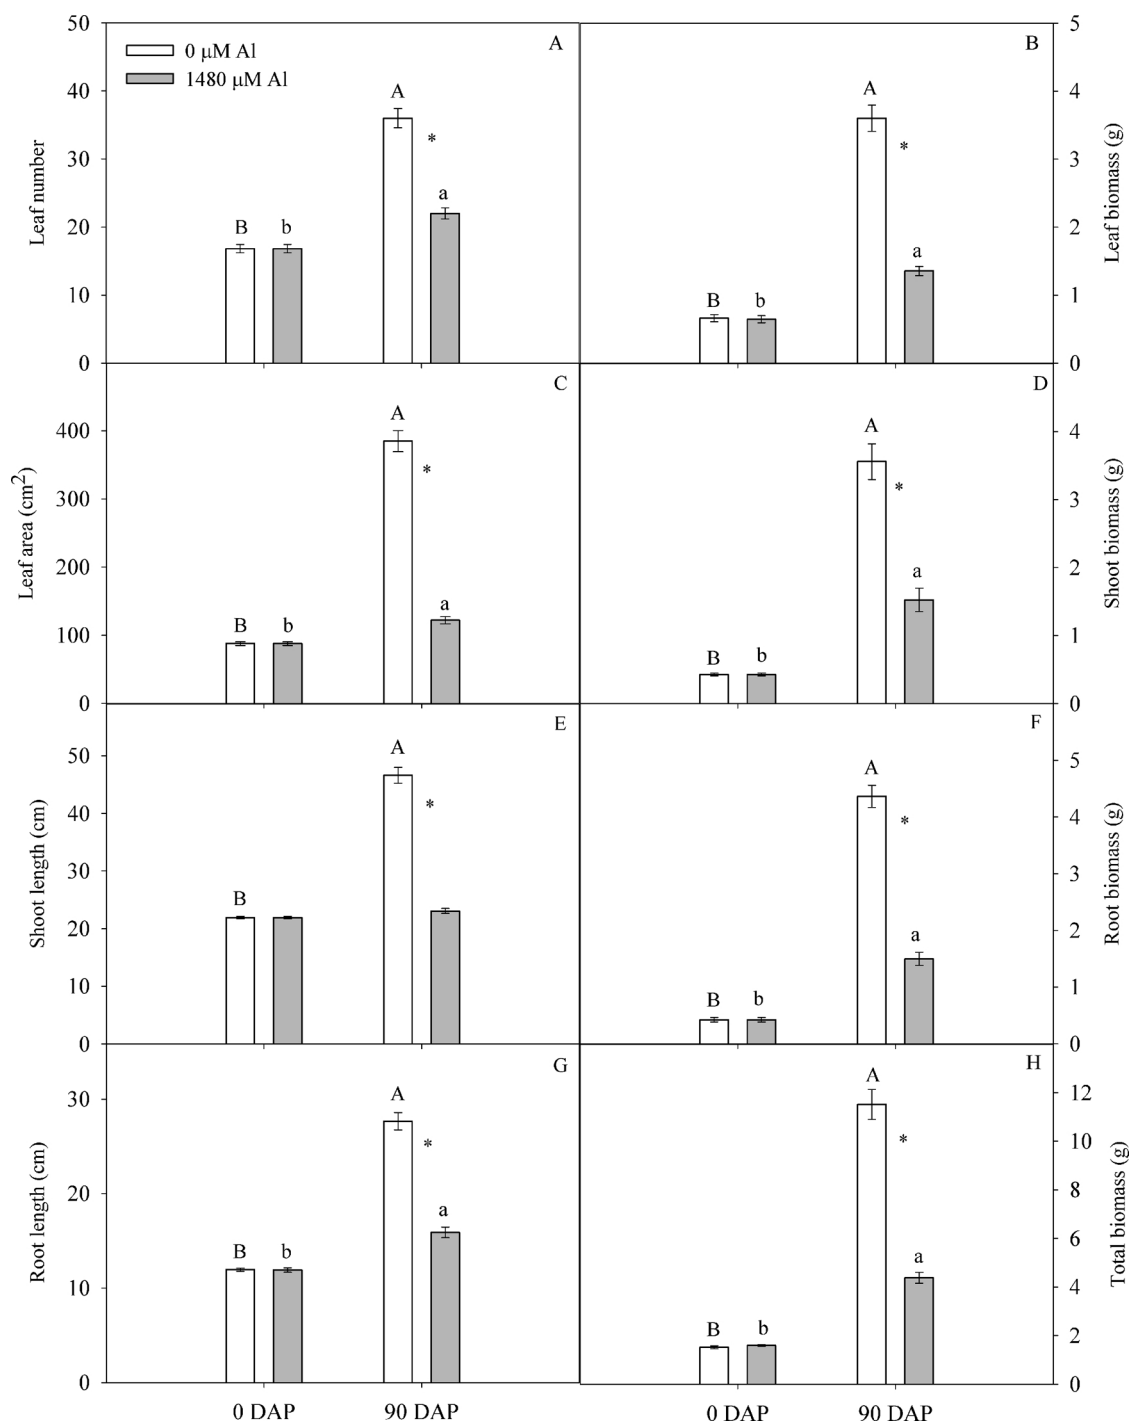 50
40
30
20
10
0
Leaf number
0 µM Al
1480 µM Al
A
B b
A
*
a
5
4
3
2
1
0
Leaf biomass (g)
B
B b
A
*
a
400
300
200
100
0
Leaf area (cm2)
C
B b
A
*
a
4
3
2
1
0
Shoot biomass (g)
D
B b
A
*
a
50
40
30
20
10
0
Shoot length (cm)
E
B
A
*
5
4
3
2
1
0
Root biomass (g)
F
B b
A
*
a
30
20
10
0
Root length (cm)
G
B b
A
*
a
0 DAP 90 DAP
12
10
8
6
4
2
0
Total biomass (g)
H
B b
A
*
a
0 DAP 90 DAP